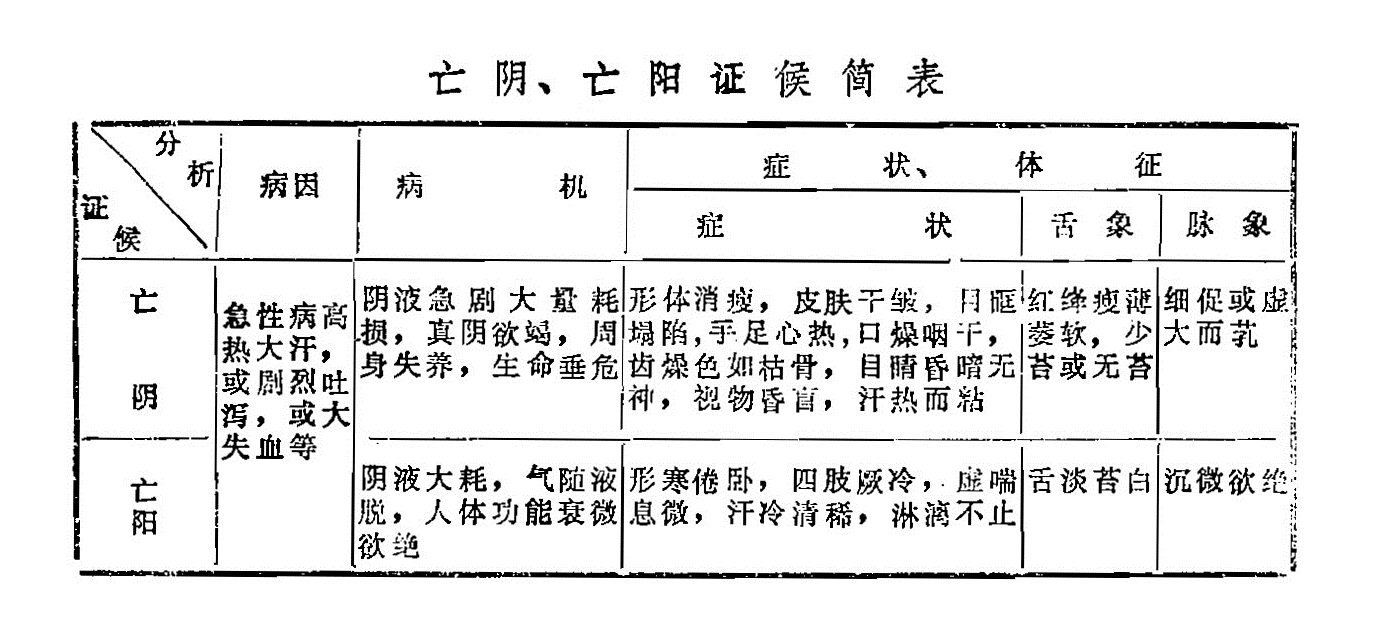 亡阴、亡阳证候简表
分析
证候
病因
病机
症状、体征
症状
舌象
脉象
亡阴
急性病高
热大汗，
或剧烈吐
泻，或大
失血等
阴液急剧大量耗
损，真阴欲竭，周
身失养，生命垂危
形体消瘦，皮肤干皱，目眶
塌陷，手足心热，口燥咽干，
齿燥色如枯骨，目睛昏暗无
神，视物昏盲，汗热而粘
红绛瘦薄
萎软，少
苔或无苔
细促或虚
大而芤
亡阳
阴液大耗，气随液
脱，人体功能衰微
欲绝
形寒倦卧，四肢厥冷，虚喘
息微，汗冷清稀，淋漓不止
舌淡苔白
沉微欲绝